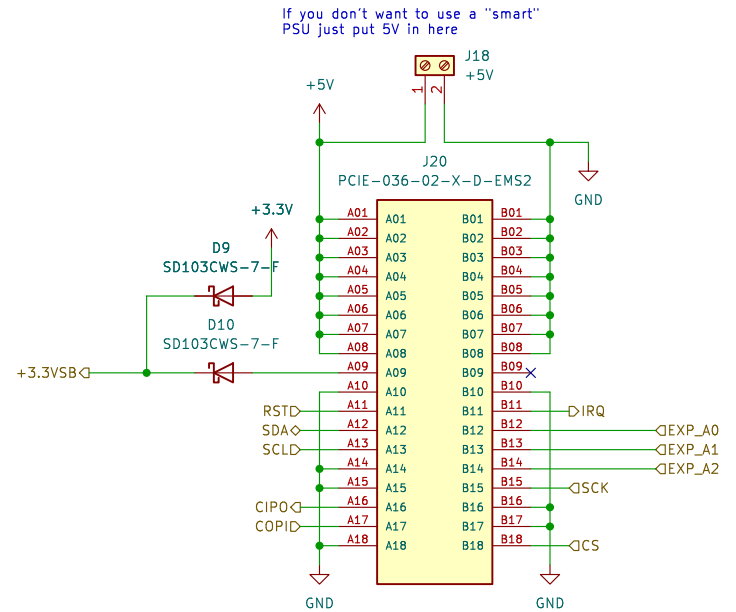 If you don't want to use a "smart"
PSU just put 5V in here
J18
+5V
1 2
+5V
J20
PCIE-036-02-X-D-EMS2
GND
+3.3V
D9
SD103CWS-7-F
D10
SD103CWS-7-F
+3.3VSB
A01 A01 B01 B01
A02 A02 B02 B02
A03 A03 B03 B03
A04 A04 B04 B04
A05 A05 B05 B05
A06 A06 B06 B06
A07 A07 B07 B07
A08 A08 B08 B08
A09 A09 B09 B09
A10 A10 B10 B10
RST A11 A11 B11 B11 IRQ
SDA A12 A12 B12 B12 EXP_A0
SCL A13 A13 B13 B13 EXP_A1
A14 A14 B14 B14 EXP_A2
A15 A15 B15 B15 SCK
CIPO A16 A16 B16 B16
COPI A17 A17 B17 B17
A18 A18 B18 B18 CS
GND GND